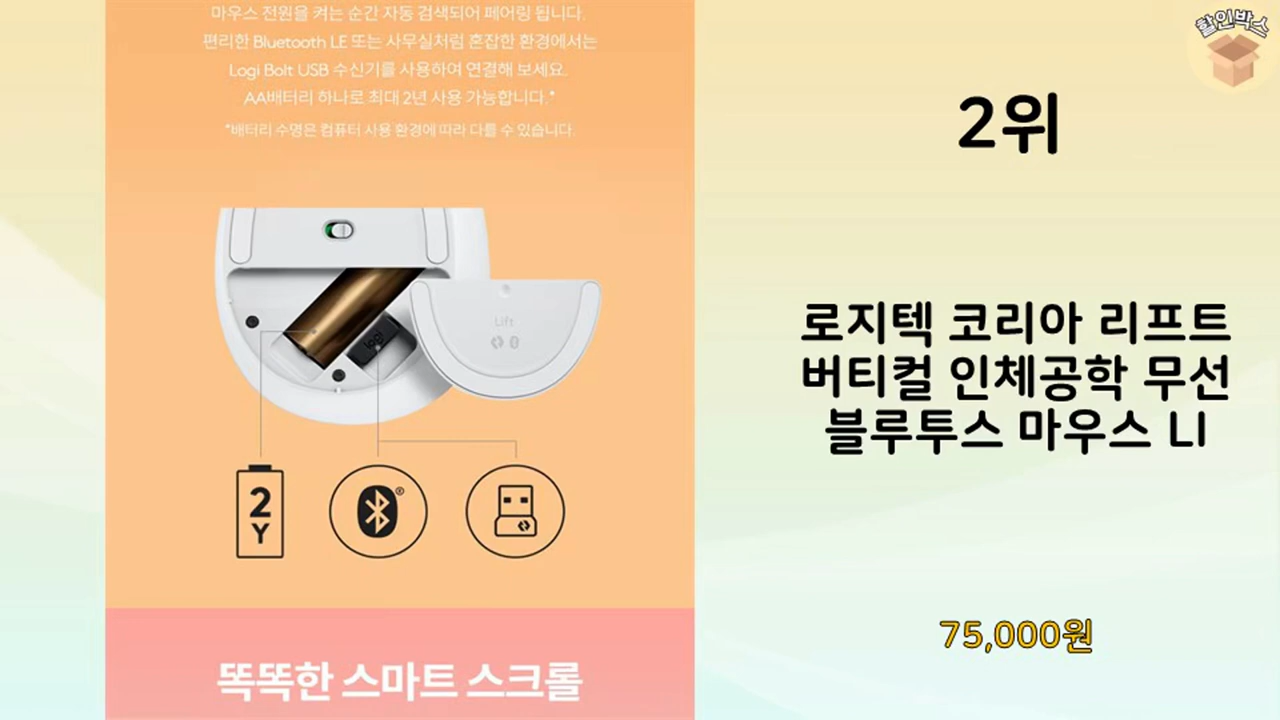 마우스 전원을 켜는 순간 자동 검색되어 페어링 됩니다.
편리한 Bluetooth LE 또는 사무실처럼 혼잡한 환경에서는
Logi Bolt USB 수신기를 사용하여 연결해 보세요.
AA배터리 하나로 최대 2년 사용 가능합니다.*
*배터리 수명은 컴퓨터 사용 환경에 따라 다를 수 있습니다.
Lift
logi
2
Y
똑똑한 스마트 스크롤
할인박스
2위
로지텍 코리아 리프트
버티컬 인체공학 무선
블루투스 마우스 LI
75,000원